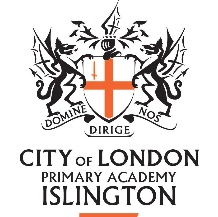 DOMINE DIRIGE NOS
CITY OF LONDON
PRIMARY ACADEMY
ISLINGTON